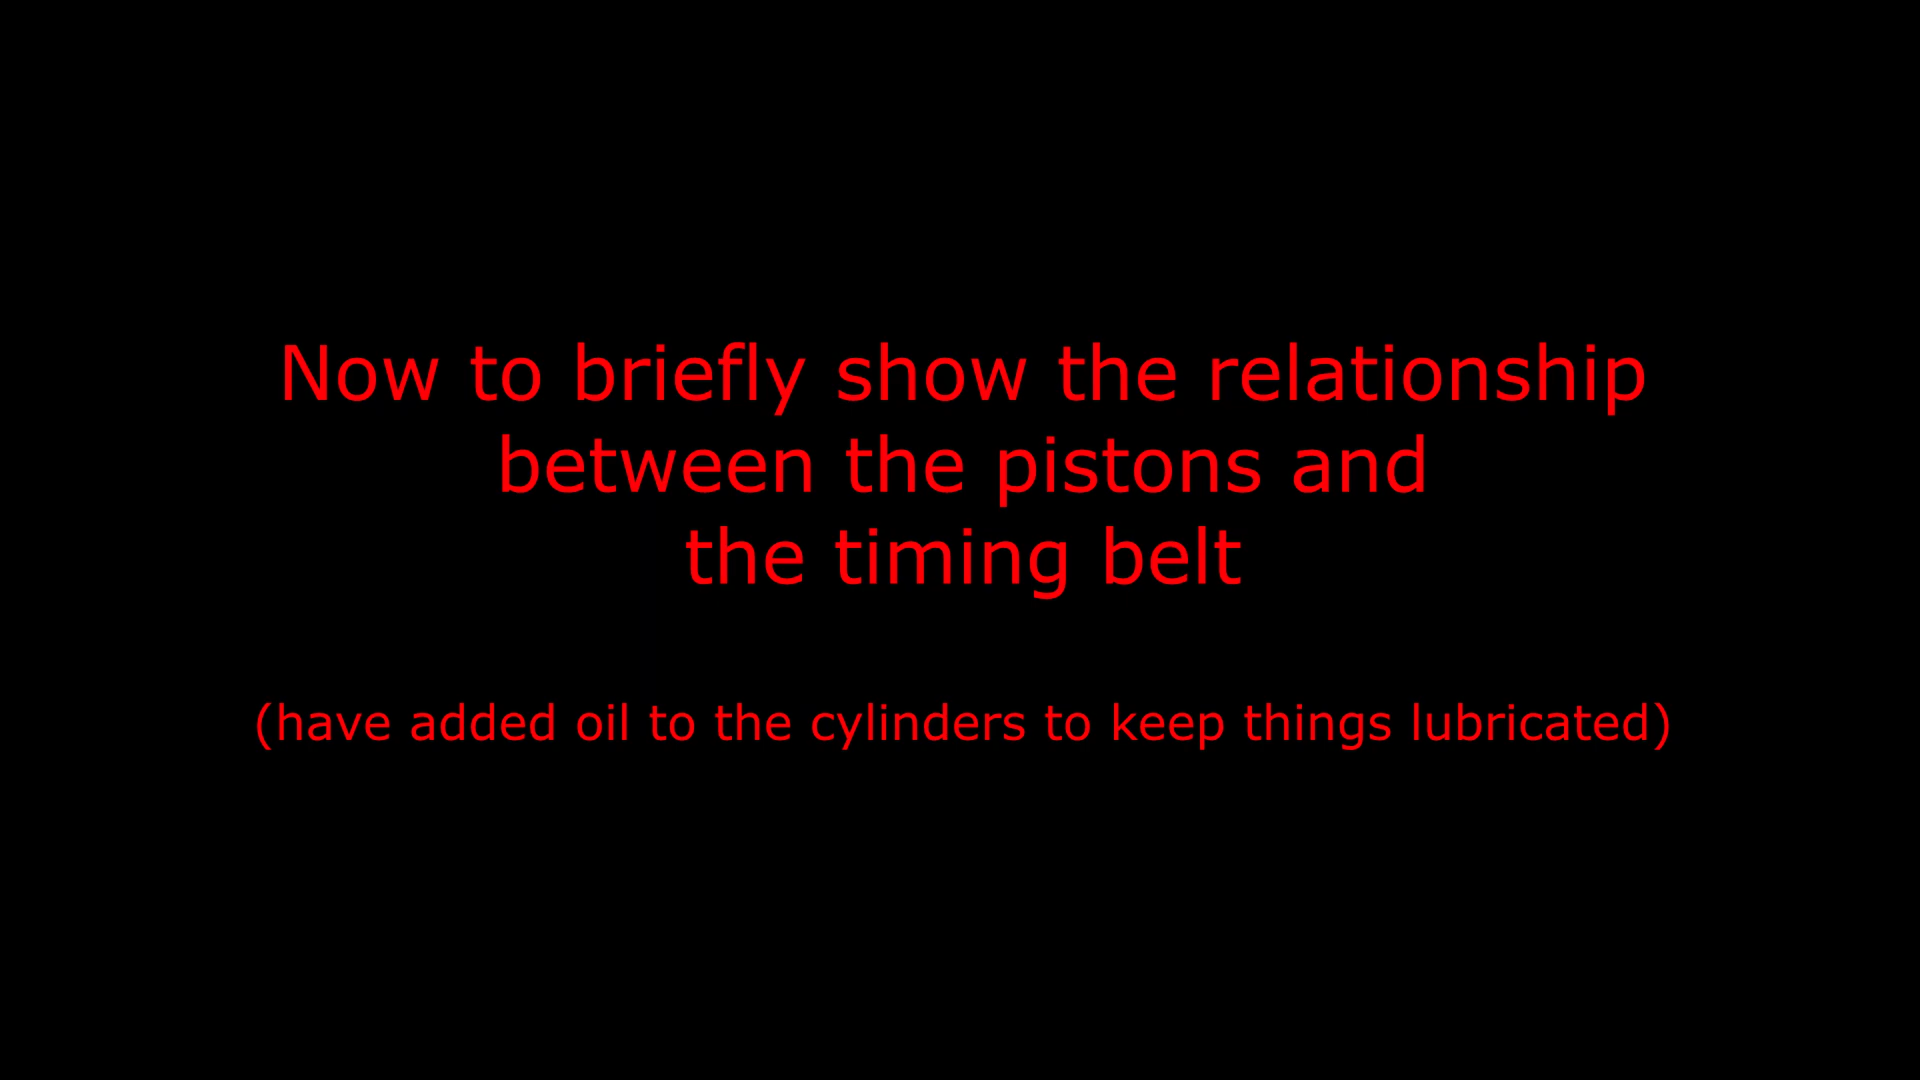 Now to briefly show the relationship
between the pistons and
the timing belt
(have added oil to the cylinders to keep things lubricated)